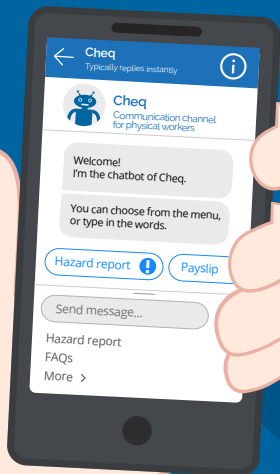 Cheq
Typically replies instantly
Cheq
Communication channel
for physical workers
Welcome!
I'm the chatbot of Cheq.
You can choose from the menu,
or type in the words.
Hazard report
Payslip
Send message...
Hazard report
FAQs
More